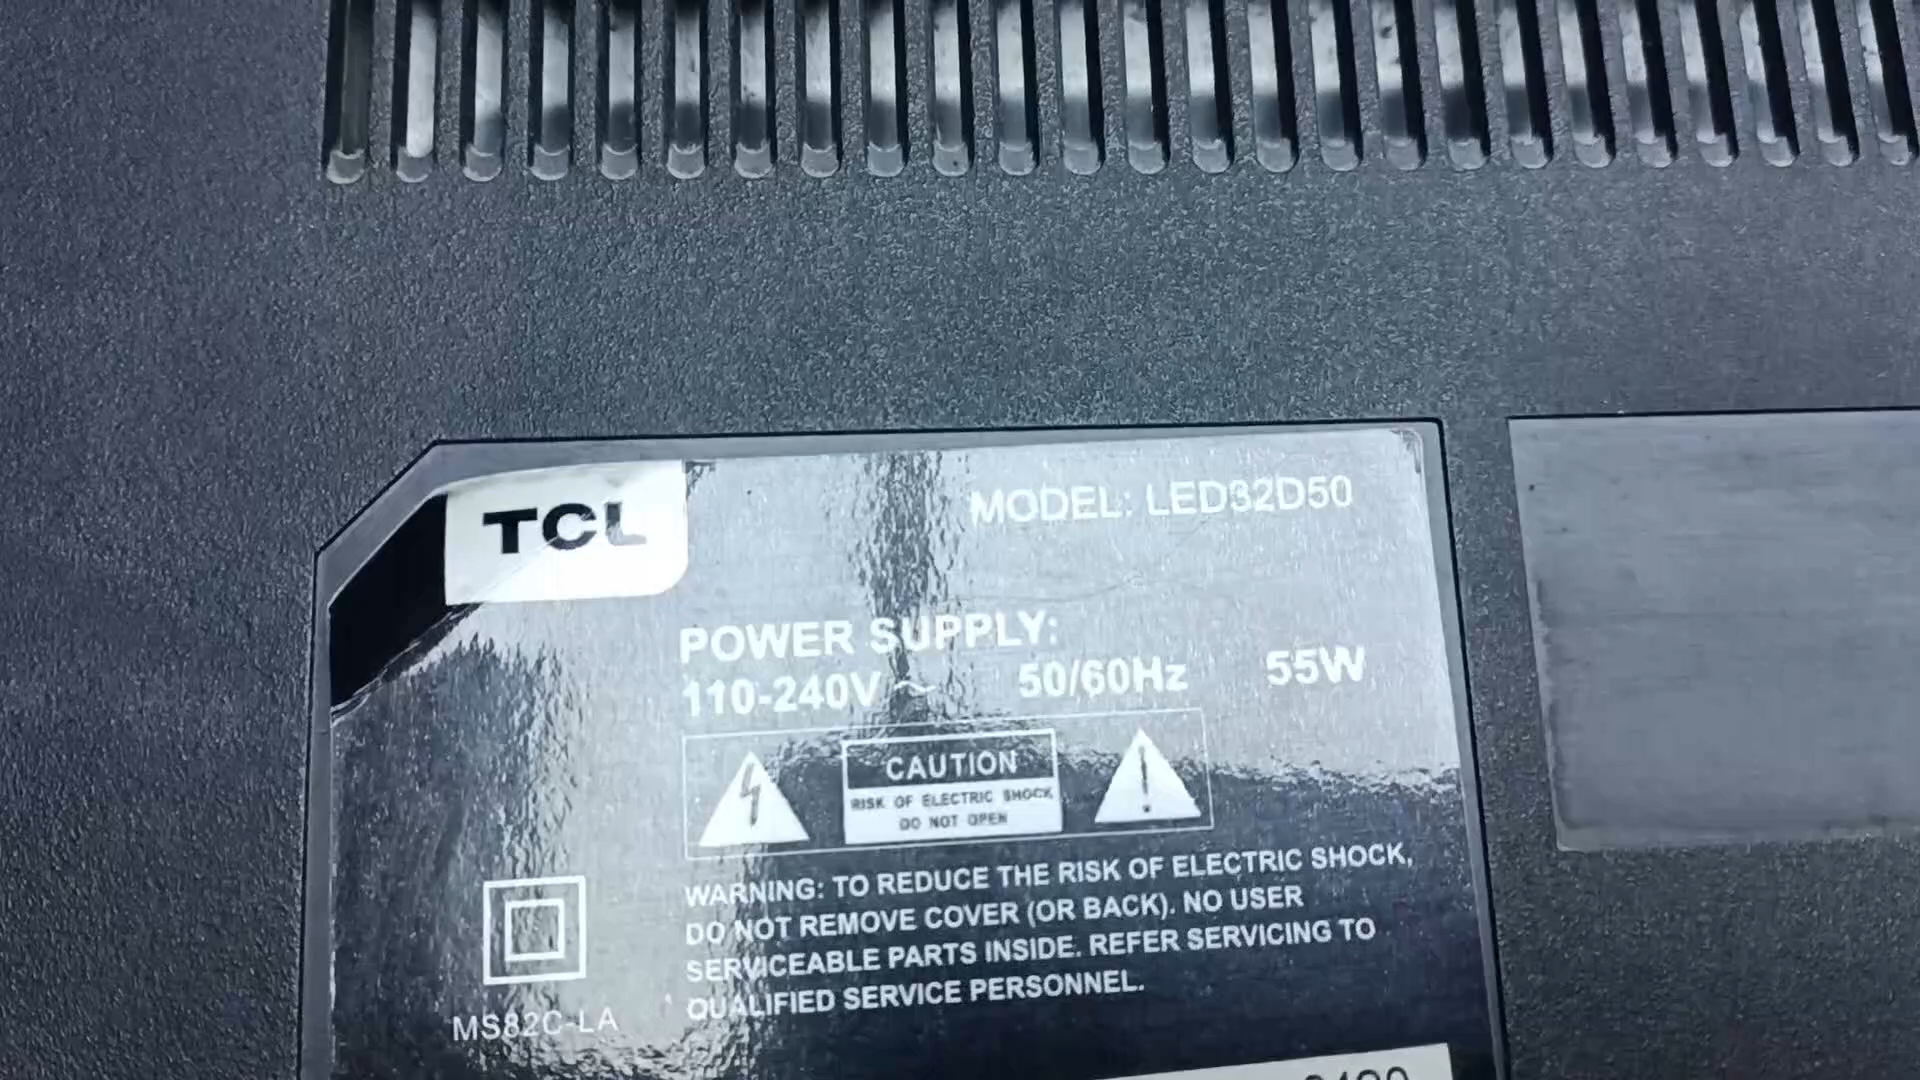 TCL
MODEL: LED32D50
POWER SUPPLY:
110-240V ~ 50/60Hz 55W
CAUTION
RISK OF ELECTRIC SHOCK
DO NOT OPEN
WARNING: TO REDUCE THE RISK OF ELECTRIC SHOCK,
DO NOT REMOVE COVER (OR BACK). NO USER
SERVICEABLE PARTS INSIDE. REFER SERVICING TO
QUALIFIED SERVICE PERSONNEL.
MS82C-LA